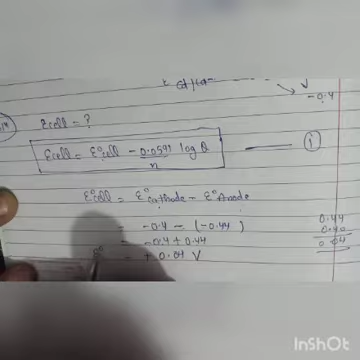 -0.4
Ecell = ?
Ecell = E°cell - 0.0591 log Q
n
i
E°cell = E°cathode - E°Anode
= -0.4 - (-0.44)
0.44
= -0.4 + 0.44
0.40
E° = + 0.04 V
0.04
InShOt